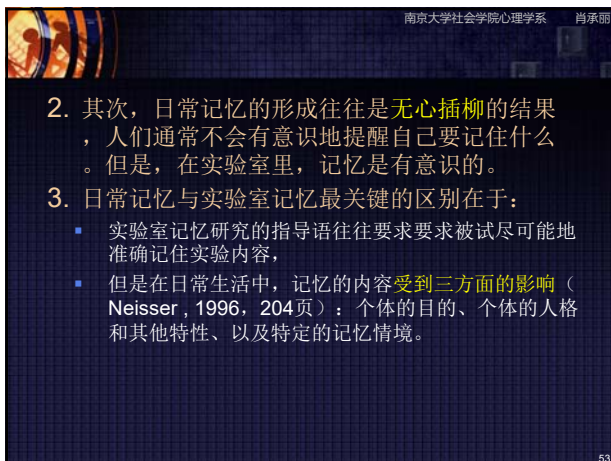 南京大学社会学院心理学系 肖承丽
2. 其次，日常记忆的形成往往是无心插柳的结果
，人们通常不会有意识地提醒自己要记住什么
。但是，在实验室里，记忆是有意识的。
3. 日常记忆与实验室记忆最关键的区别在于：
▪ 实验室记忆研究的指导语往往要求要求被试尽可能地
准确记住实验内容，
▪ 但是在日常生活中，记忆的内容受到三方面的影响（
Neisser , 1996，204页）：个体的目的、个体的人格
和其他特性、以及特定的记忆情境。
53